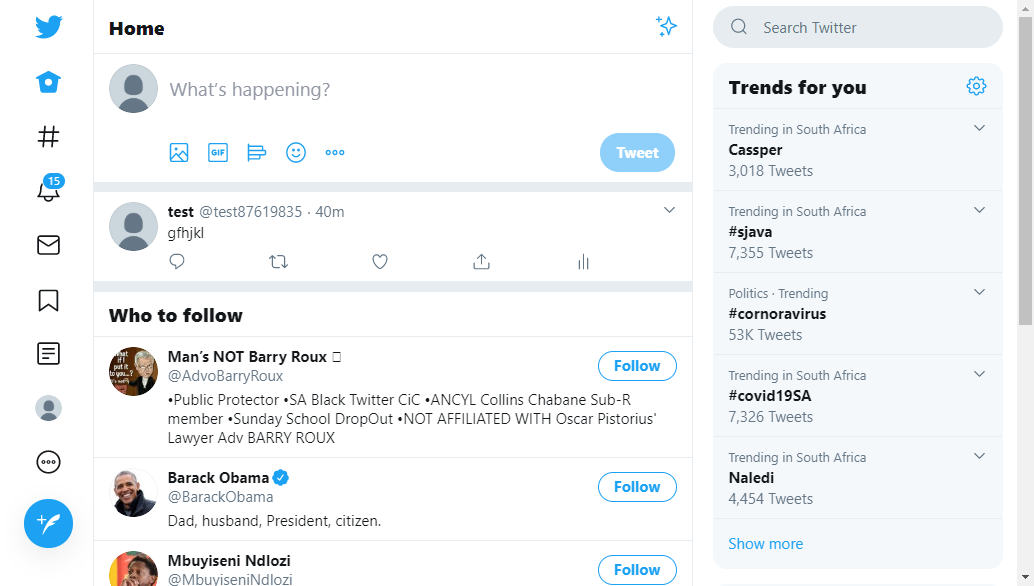 Home
What's happening?
GIF
Tweet
15
test @test87619835 · 40m
gfhjkl
Who to follow
Man's NOT Barry Roux
@AdvoBarryRoux
Follow
•Public Protector •SA Black Twitter CiC •ANCYL Collins Chabane Sub-R
member •Sunday School DropOut •NOT AFFILIATED WITH Oscar Pistorius'
Lawyer Adv BARRY ROUX
Barack Obama
@BarackObama
Follow
Dad, husband, President, citizen.
Mbuyiseni Ndlozi
@MbuyiseniNdlozi
Follow
Search Twitter
Trends for you
Trending in South Africa
Cassper
3,018 Tweets
Trending in South Africa
#sjava
7,355 Tweets
Politics · Trending
#cornoravirus
53K Tweets
Trending in South Africa
#covid19SA
7,326 Tweets
Trending in South Africa
Naledi
4,454 Tweets
Show more